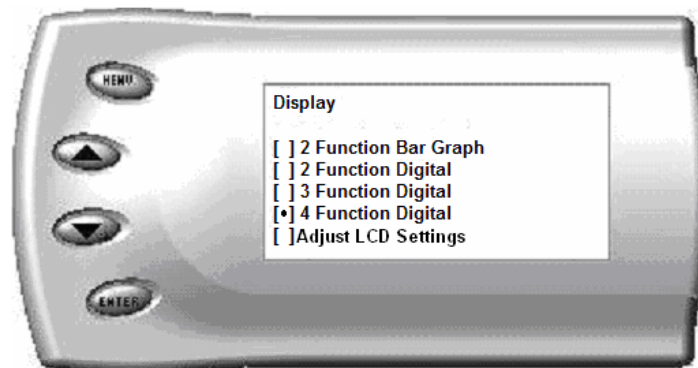 MENU
Display
[ ] 2 Function Bar Graph
[ ] 2 Function Digital
[ ] 3 Function Digital
[•] 4 Function Digital
[ ]Adjust LCD Settings
ENTER